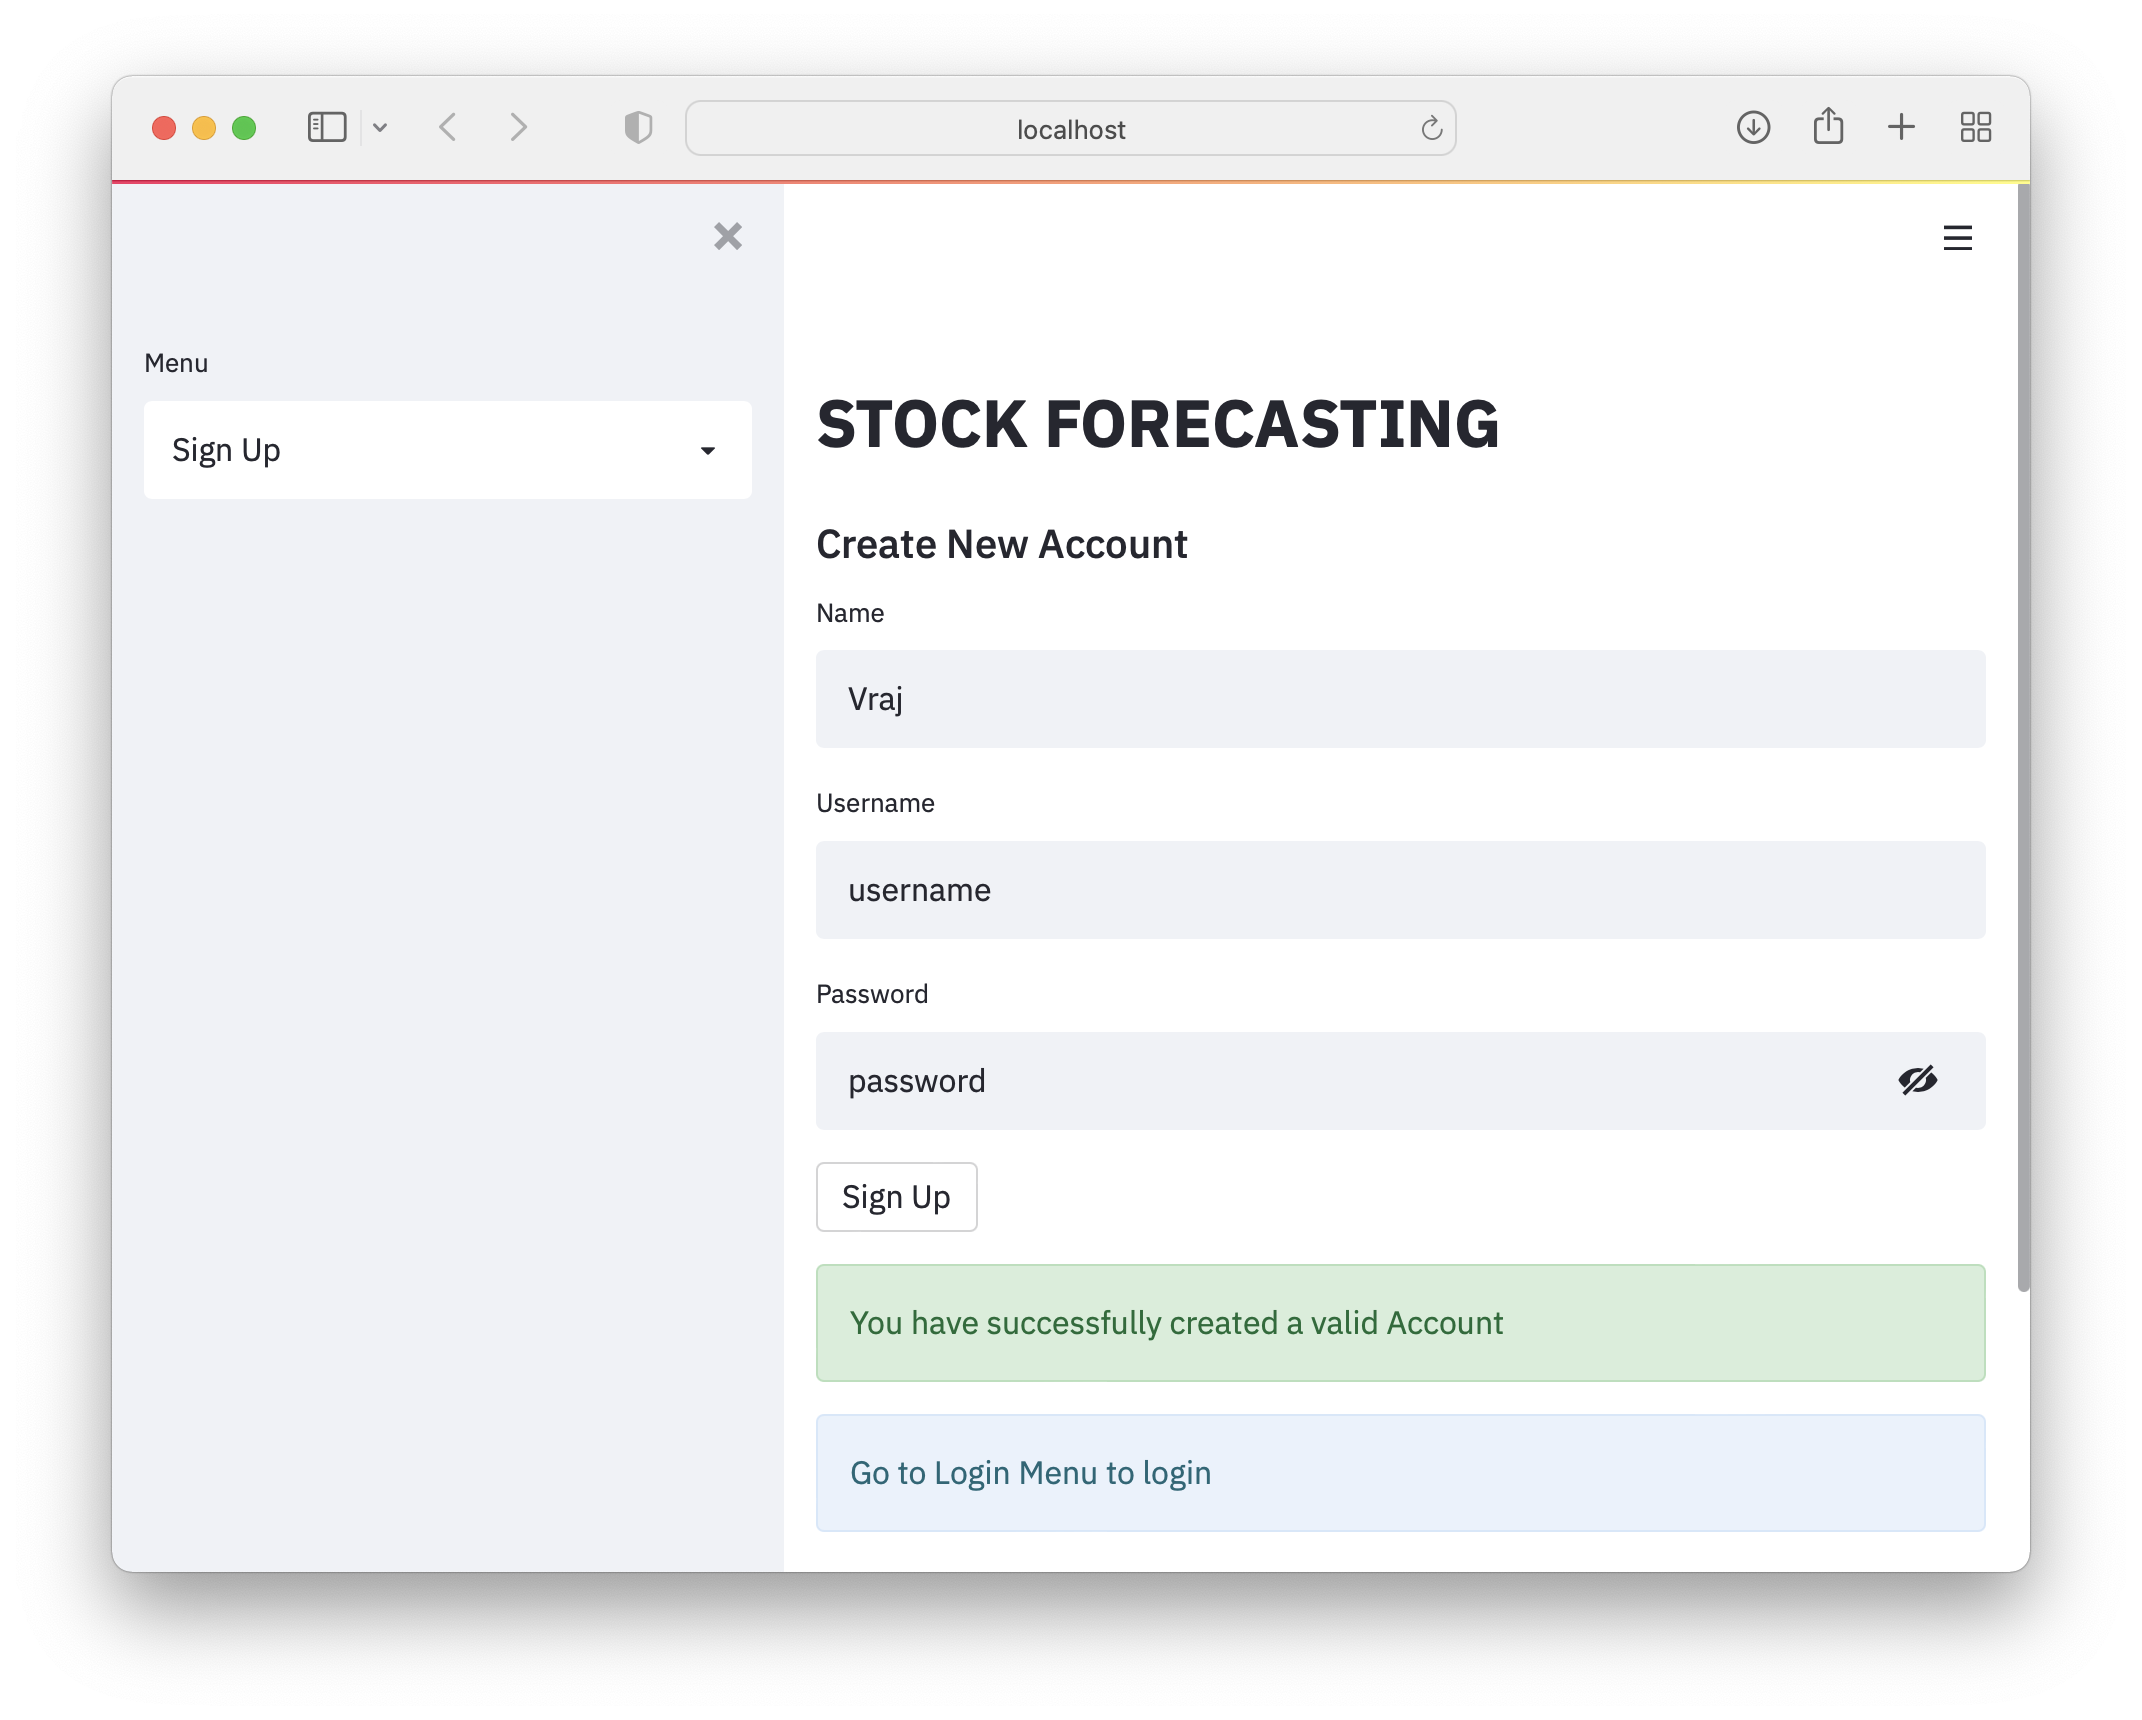 localhost
Menu
Sign Up
STOCK FORECASTING
Create New Account
Name
Vraj
Username
username
Password
password
Sign Up
You have successfully created a valid Account
Go to Login Menu to login